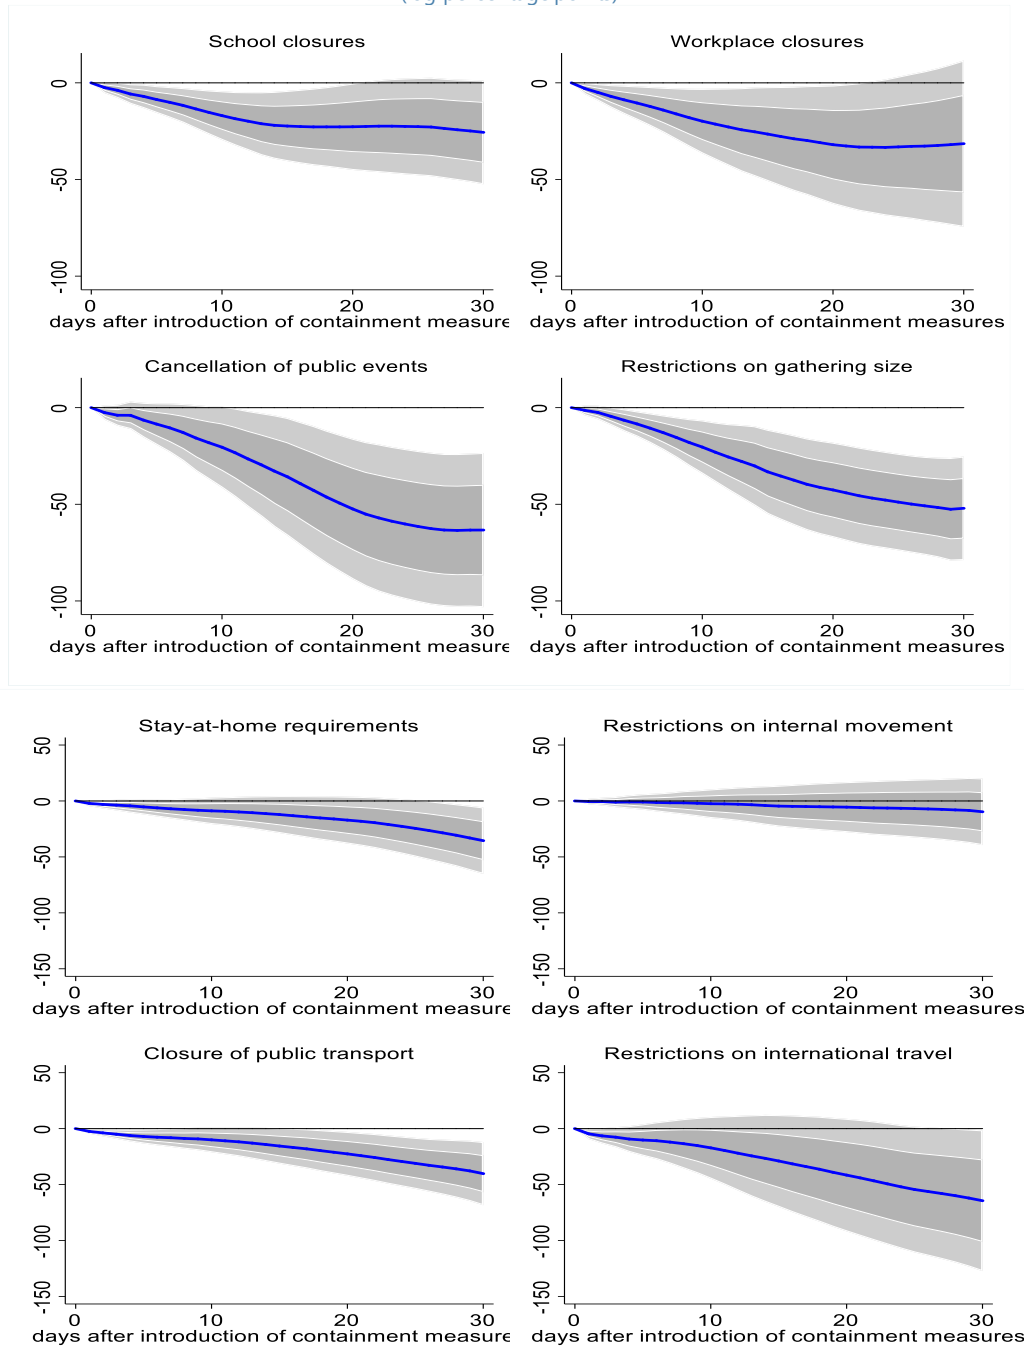 School closures
Workplace closures
0
-50
-100
0
-50
-100
0 10 20 30
0 10 20 30
days after introduction of containment measure
days after introduction of containment measures
Cancellation of public events
Restrictions on gathering size
0
-50
-100
0
-50
-100
0 10 20 30
0 10 20 30
days after introduction of containment measure
days after introduction of containment measures
Stay-at-home requirements
Restrictions on internal movement
50
0
-50
-100
-150
50
0
-50
-100
-150
0 10 20 30
0 10 20 30
days after introduction of containment measure
days after introduction of containment measures
Closure of public transport
Restrictions on international travel
50
0
-50
-100
-150
50
0
-50
-100
-150
0 10 20 30
0 10 20 30
days after introduction of containment measure
days after introduction of containment measures